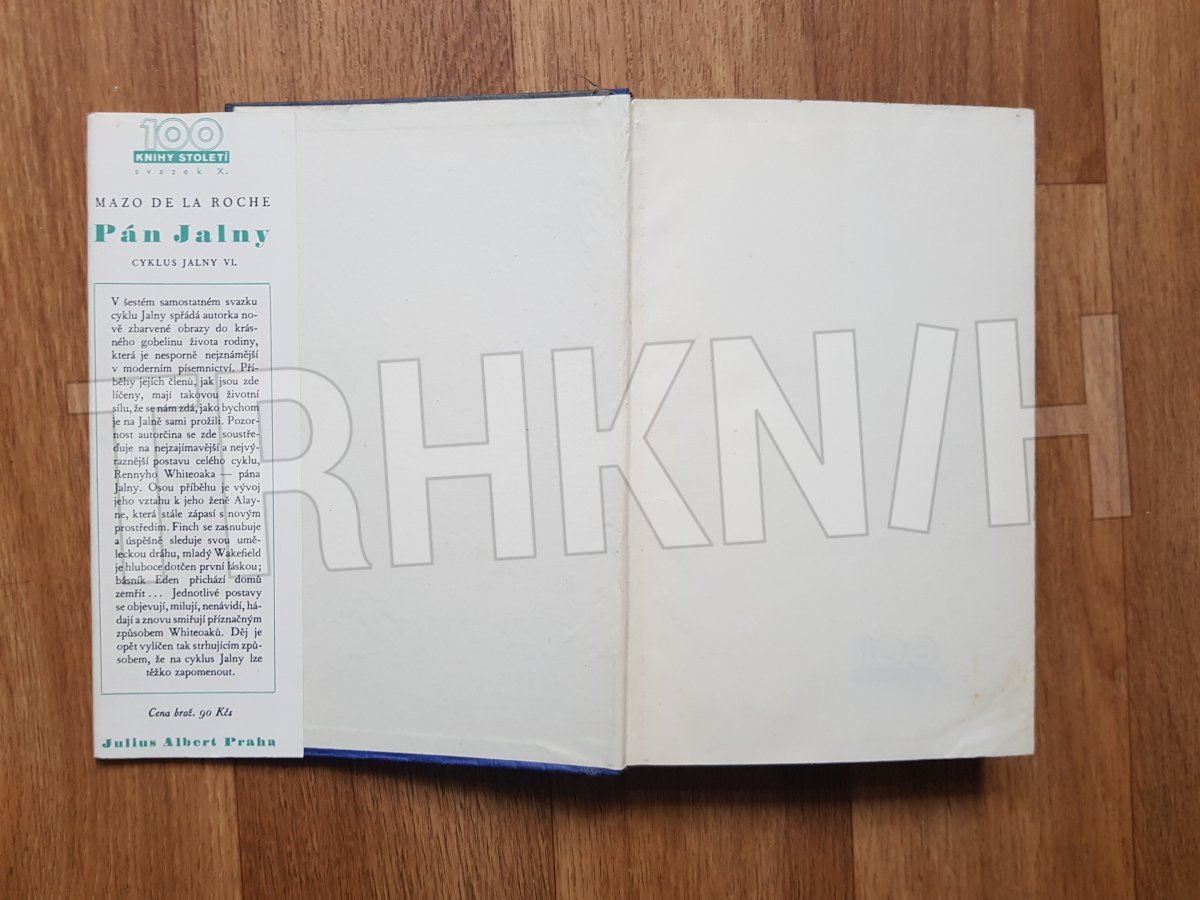 100
KNIHY STOLETÍ
svazek X.
MAZO DE LA ROCHE
Pán Jalny
CYKLUS JALNY VI.
V šestém samostatném svazku
cyklu Jalny spřádá autorka no-
vě zbarvené obrazy do krás-
ného gobelinu života rodiny,
která je nesporně nejznámější
v moderním písemnictví. Pří-
běhy jejích členů, jak jsou zde
líčeny, mají takovou životní
sílu, že se nám zdá, jako bychom
je na Jalně sami prožili. Pozor-
nost autorčina se zde soustře-
ďuje na nejzajímavější a nejvý-
raznější postavu celého cyklu,
Rennyho Whiteoaka — pána
Jalny. Osou příběhu je vývoj
jeho vztahu k jeho ženě Alay-
ne, která stále zápasí s novým
prostředím. Finch se zasnubuje
a úspěšně sleduje svou umě-
leckou dráhu, mladý Wakefield
je hluboce dotčen první láskou;
básník Eden přichází domů
zemřít... Jednotlivé postavy
se objevují, milují, nenávidí, há-
dají a znovu smiřují příznačným
způsobem Whiteoaků. Děj je
opět vylíčen tak strhujícím způ-
sobem, že na cyklus Jalny lze
těžko zapomenout.
Cena brož. 90 Kčs
Julius Albert Praha
TRHKNIH